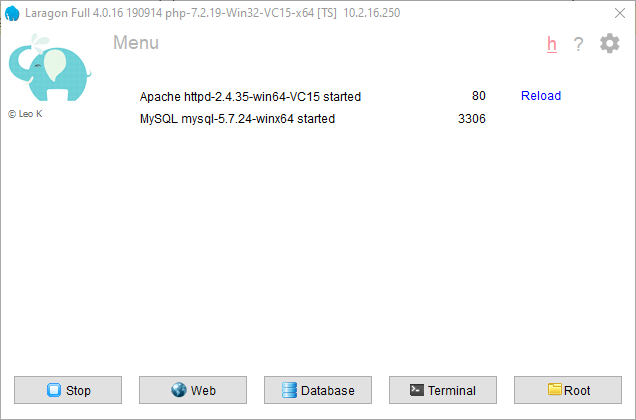 Laragon Full 4.0.16 190914 php-7.2.19-Win32-VC15-x64 [TS]  10.2.16.250
Menu h ?
Apache httpd-2.4.35-win64-VC15 started 80 Reload
© Leo K
MySQL mysql-5.7.24-winx64 started 3306
Stop Web Database Terminal Root